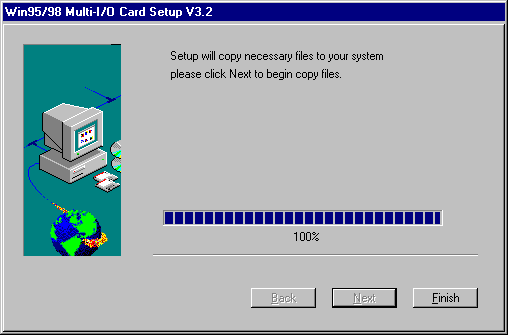 Win95/98 Multi-I/O Card Setup V3.2
Setup will copy necessary files to your system
please click Next to begin copy files.
100%
Back
Next
Finish